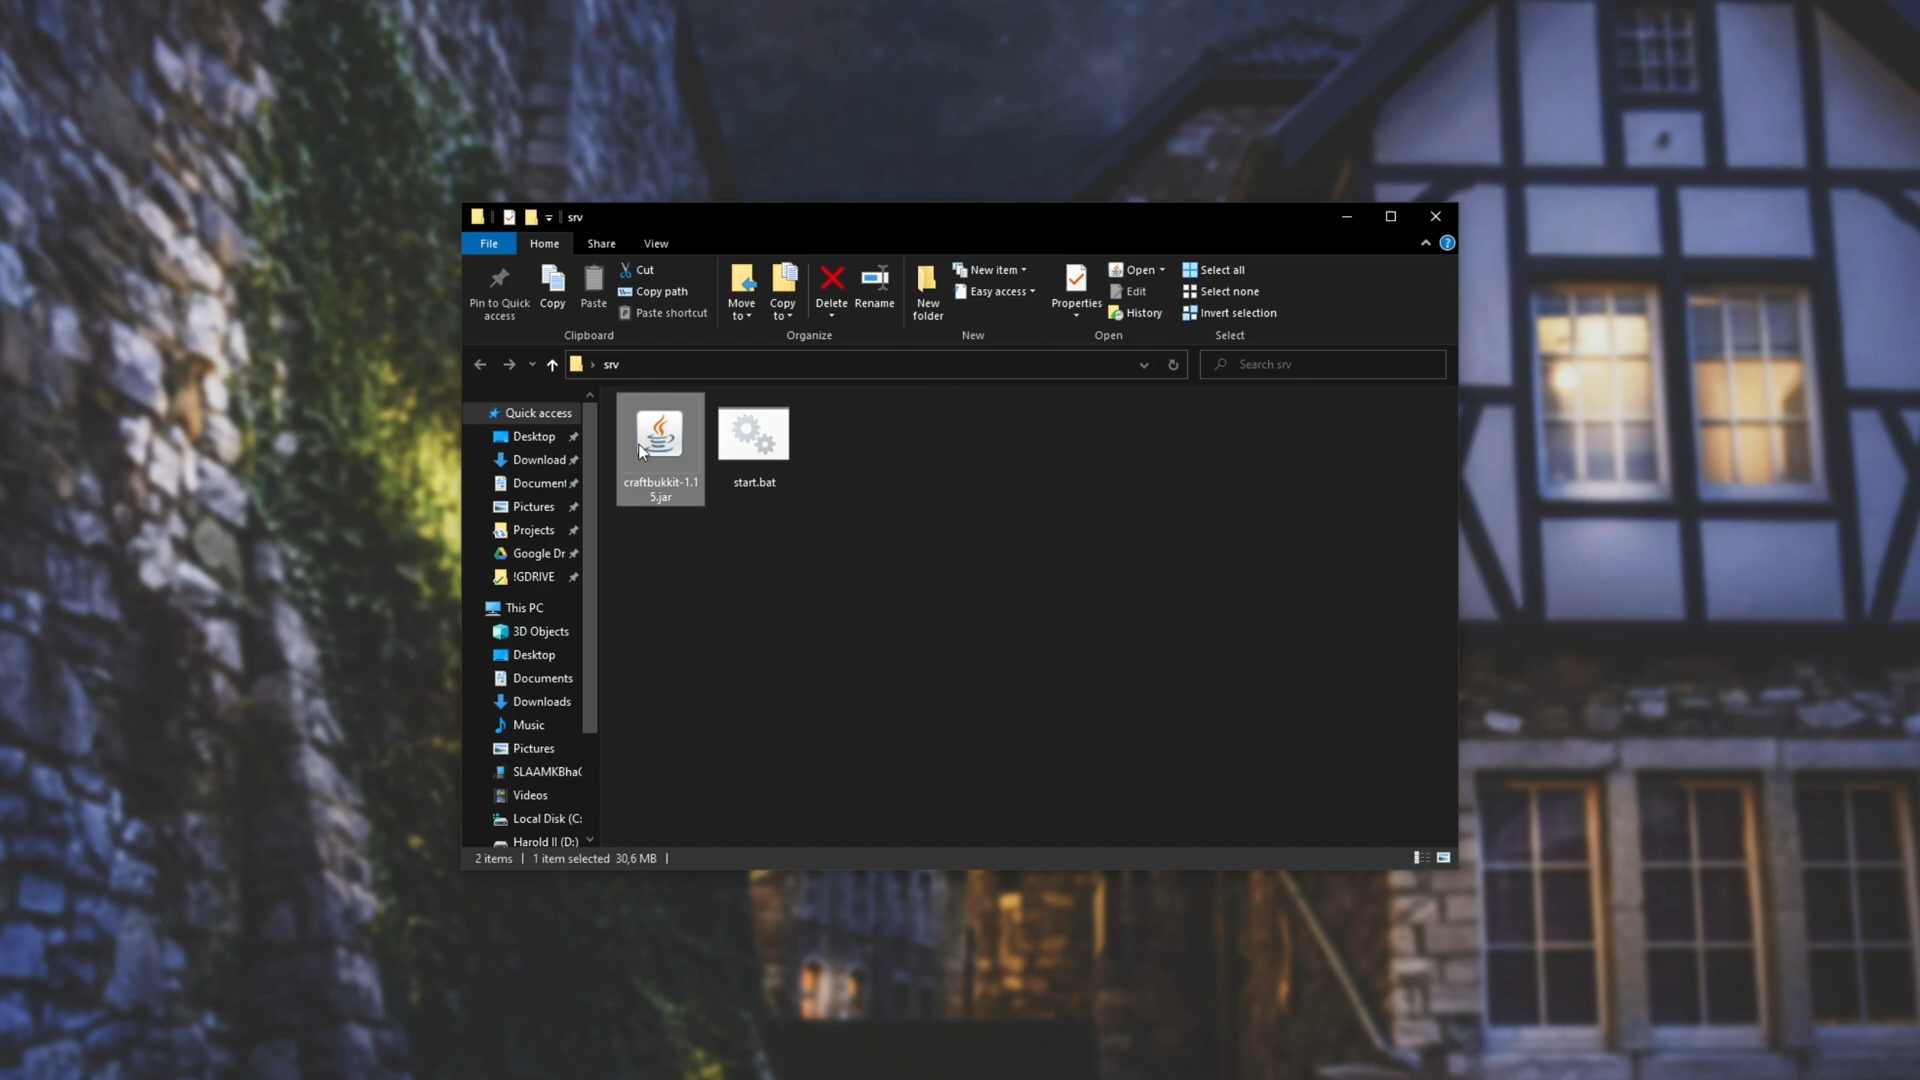 srv
File
Home
Share
View
Pin to Quick
access
Copy
Paste
Cut
Copy path
Paste shortcut
Clipboard
Move
to
Copy
to
Delete
Rename
Organize
New
folder
New item
Easy access
New
Properties
Open
Edit
History
Open
Select all
Select none
Invert selection
Select
srv
Search srv
Quick access
Desktop
Download
Document
Pictures
Projects
Google Dr
!GDRIVE
This PC
3D Objects
Desktop
Documents
Downloads
Music
Pictures
SLAAMKBhaC
Videos
Local Disk (C:
Harold II (D:)
craftbukkit-1.1
5.jar
start.bat
2 items
1 item selected 30,6 MB